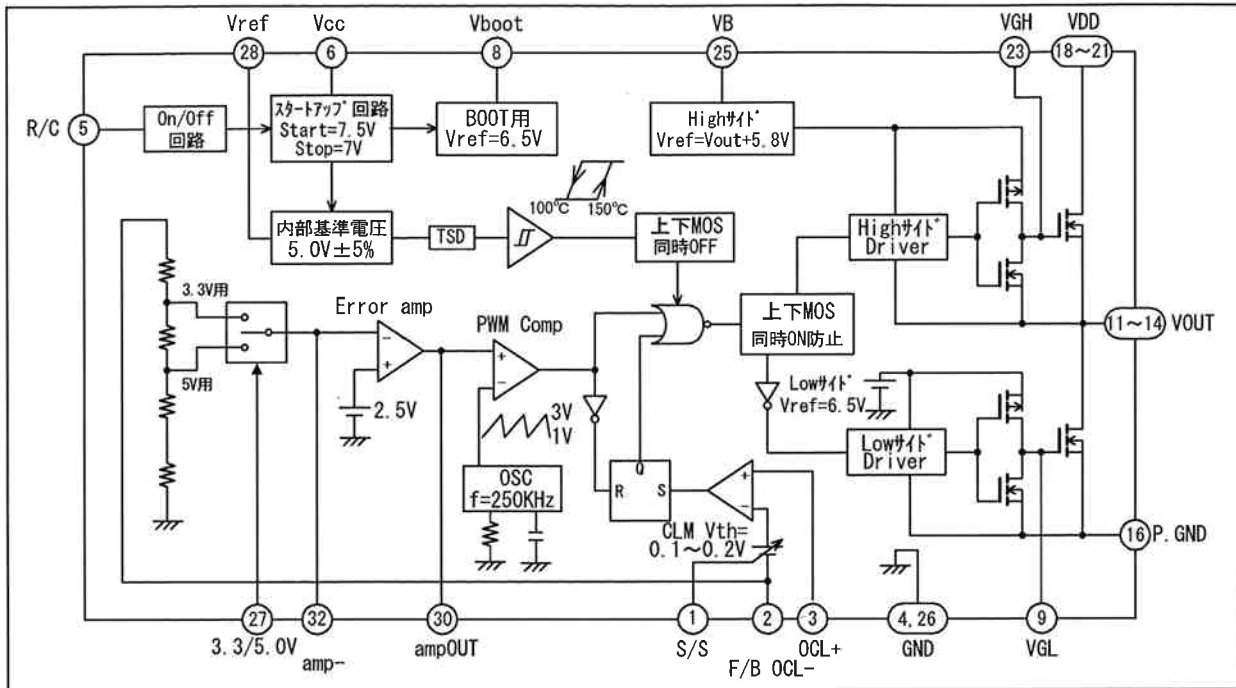 Vref
Vcc
Vboot
VB
VGH
VDD
28
6
8
25
23
18~21
R/C
5
On/Off
回路
スタートアップ回路
Start=7.5V
Stop=7V
BOOT用
Vref=6.5V
Highサイド
Vref=Vout+5.8V
100℃
150℃
内部基準電圧
5.0V±5%
TSD
上下MOS
同時OFF
Highサイド
Driver
3.3V用
5V用
Error amp
-
+
2.5V
PWM Comp
+
-
3V
1V
OSC
f=250KHz
上下MOS
同時ON防止
11~14
VOUT
Lowサイド
Vref=6.5V
Lowサイド
Driver
Q
R
S
+
-
CLM Vth=
0.1~0.2V
16
P.GND
27
32
30
1
2
3
4,26
9
3.3/5.0V
amp-
ampOUT
S/S
F/B OCL-
OCL+
GND
VGL